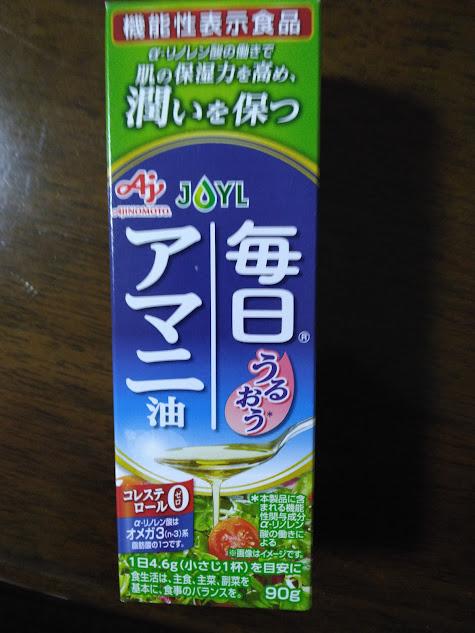 機能性表示食品
α-リノレン酸の働きで
肌の保湿力を高め、
潤いを保つ
Aj
AJINOMOTO
JOYL
毎日®
うる
おう*
アマニ油
コレステ
ロール0ゼロ
α-リノレン酸は
オメガ3(n-3)系
脂肪酸の1つです。
*本製品に含
まれる機能
性関与成分
α-リノレン
酸の働きに
よる
※画像はイメージです。
1日4.6g(小さじ1杯)を目安に
食生活は、主食、主菜、副菜を
基本に、食事のバランスを。
90g